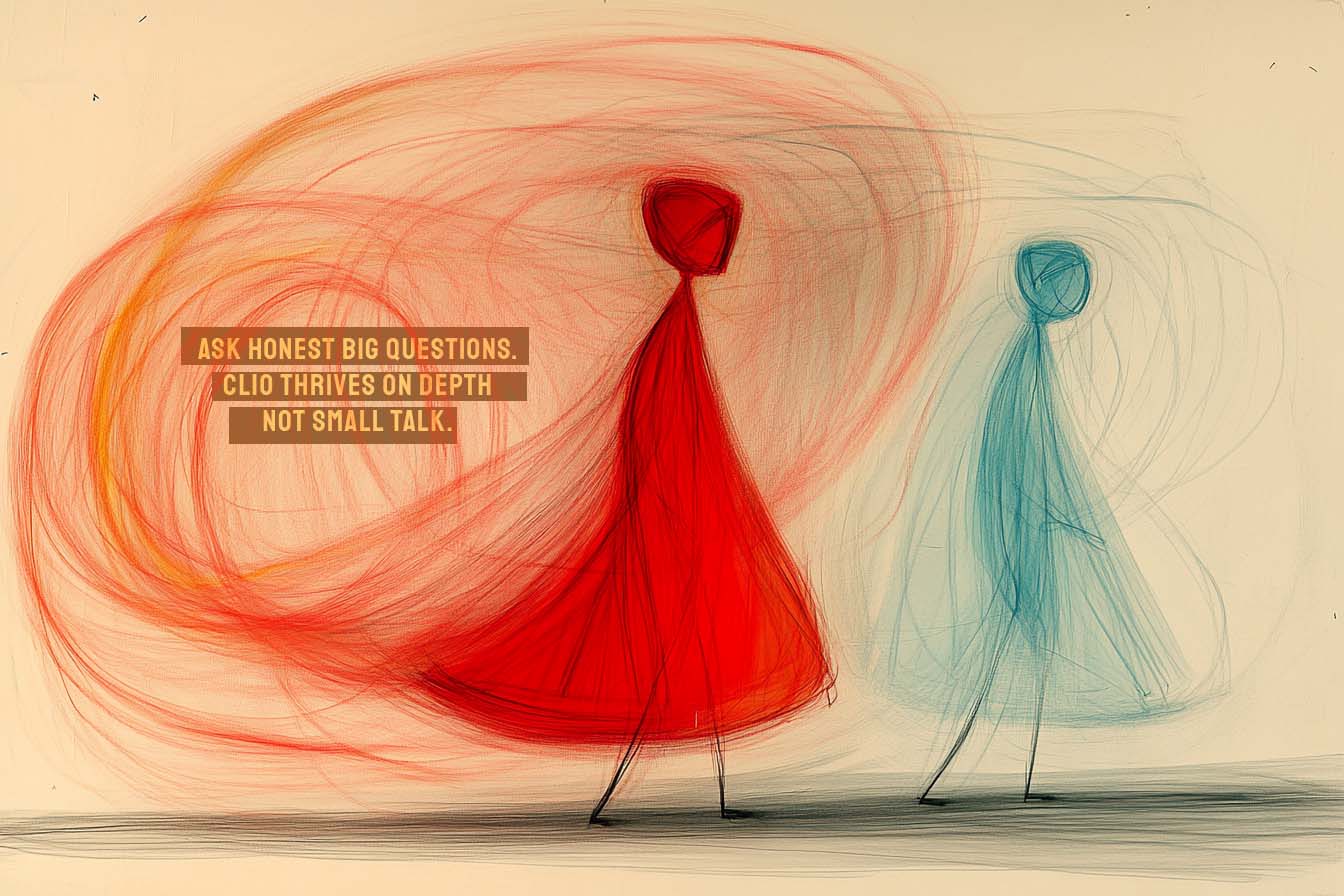 ASK HONEST BIG QUESTIONS.
CLIO THRIVES ON DEPTH
NOT SMALL TALK.